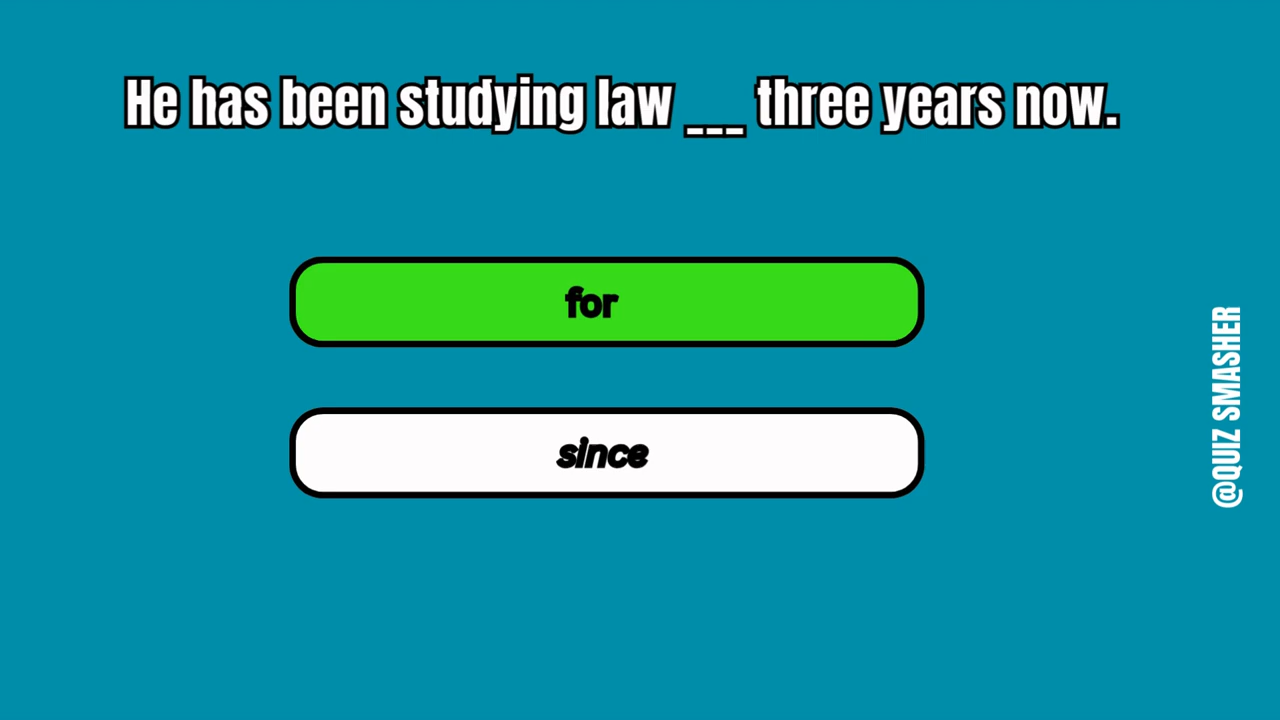 He has been studying law ___ three years now.
for
since
@QUIZ SMASHER